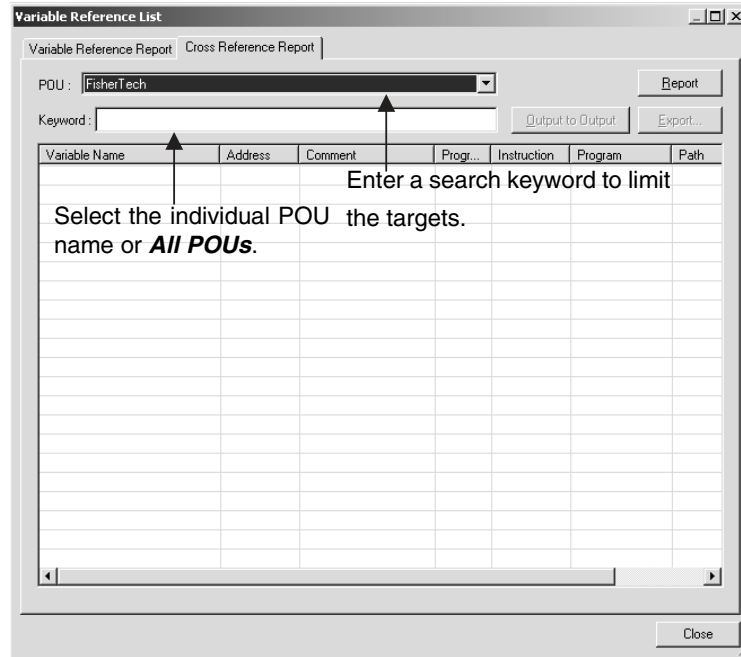 Variable Reference List
Variable Reference Report Cross Reference Report
POU : FisherTech Report
Keyword : Output to Output Export...
Variable Name Address Comment Progr... Instruction Program Path
Enter a search keyword to limit
the targets.
Select the individual POU
name or All POUs.
Close